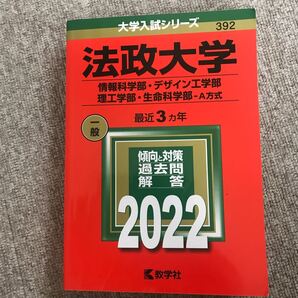 大学入試シリーズ
392
法政大学
情報科学部・デザイン工学部
理工学部・生命科学部-A方式
最近3カ年
一般
傾向と対策
過去問
解答
2022
教学社